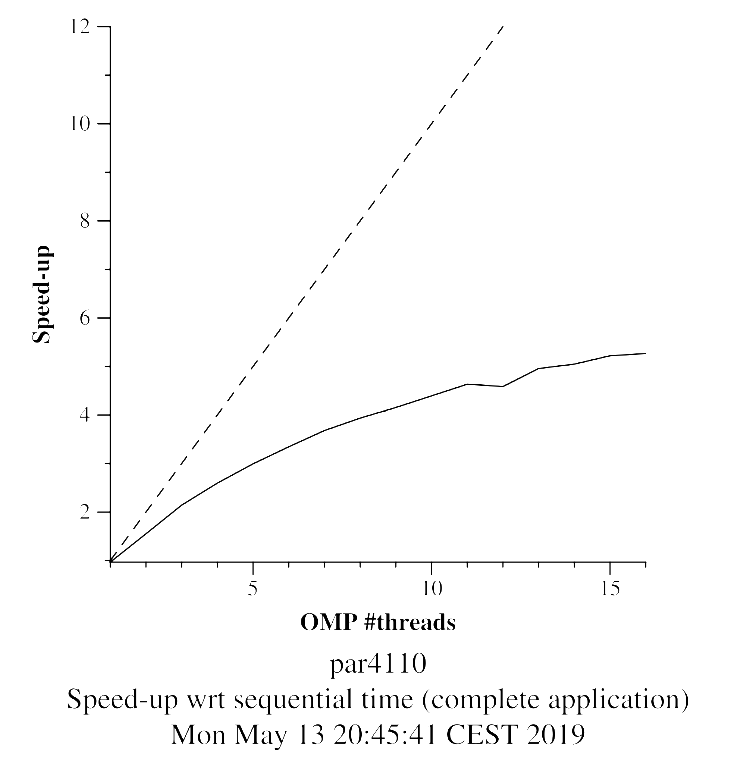 12
10
8
6
4
2
Speed-up
5 10 15
OMP #threads
par4110
Speed-up wrt sequential time (complete application)
Mon May 13 20:45:41 CEST 2019